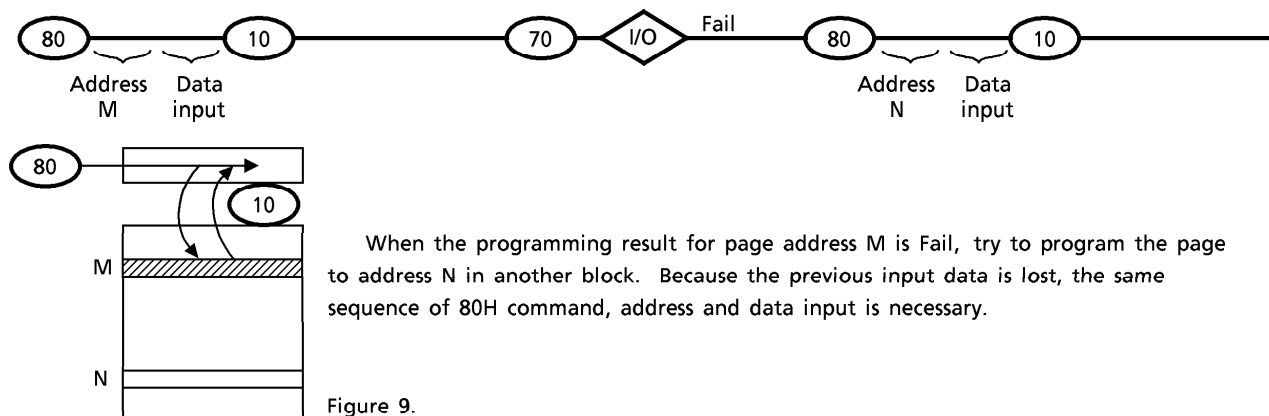 80 10 70 I/O Fail 80 10
Address Data Address Data
M input N input
80
10
M
When the programming result for page address M is Fail, try to program the page
to address N in another block. Because the previous input data is lost, the same
sequence of 80H command, address and data input is necessary.
N
Figure 9.